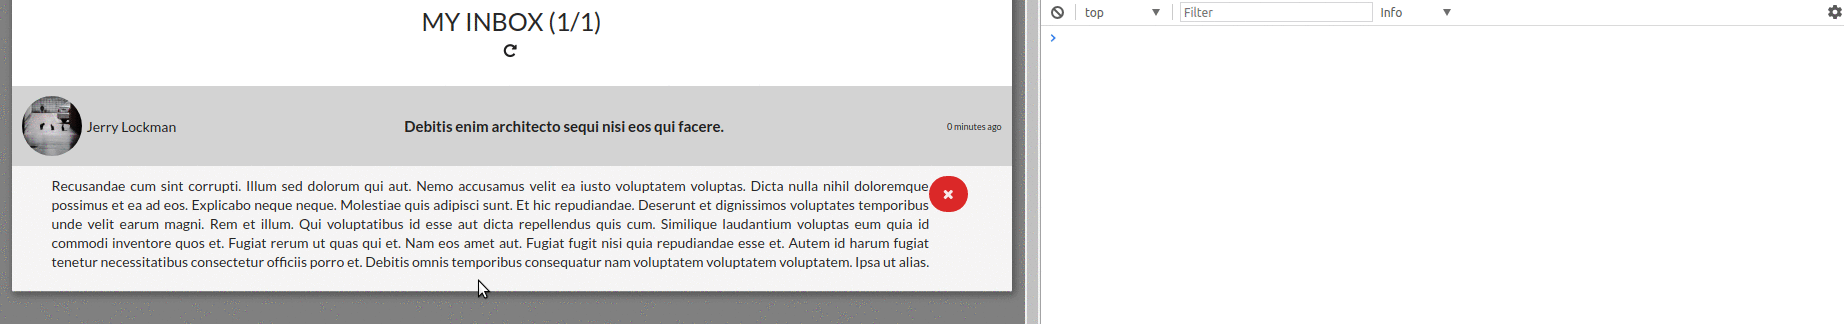 MY INBOX (1/1)
Jerry Lockman
Debitis enim architecto sequi nisi eos qui facere.
0 minutes ago
Recusandae cum sint corrupti. Illum sed dolorum qui aut. Nemo accusamus velit ea iusto voluptatem voluptas. Dicta nulla nihil doloremque
possimus et ea ad eos. Explicabo neque neque. Molestiae quis adipisci sunt. Et hic repudiandae. Deserunt et dignissimos voluptates temporibus
unde velit earum magni. Rem et illum. Qui voluptatibus id esse aut dicta repellendus quis cum. Similique laudantium voluptas eum quia id
commodi inventore quos et. Fugiat rerum ut quas qui et. Nam eos amet aut. Fugiat fugit nisi quia repudiandae esse et. Autem id harum fugiat
tenetur necessitatibus consectetur officiis porro et. Debitis omnis temporibus consequatur nam voluptatem voluptatem voluptatem. Ipsa ut alias.
top
Filter
Info